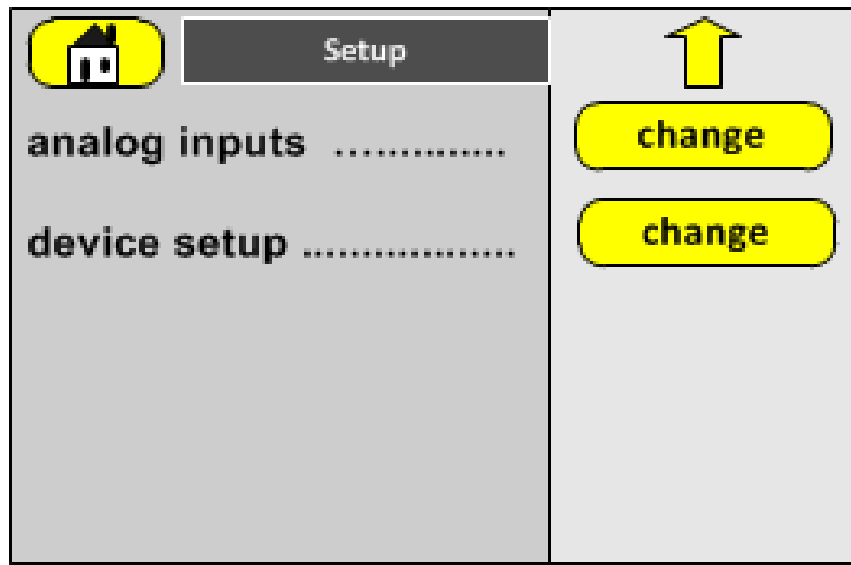 Setup
analog inputs .............. change
device setup .................. change